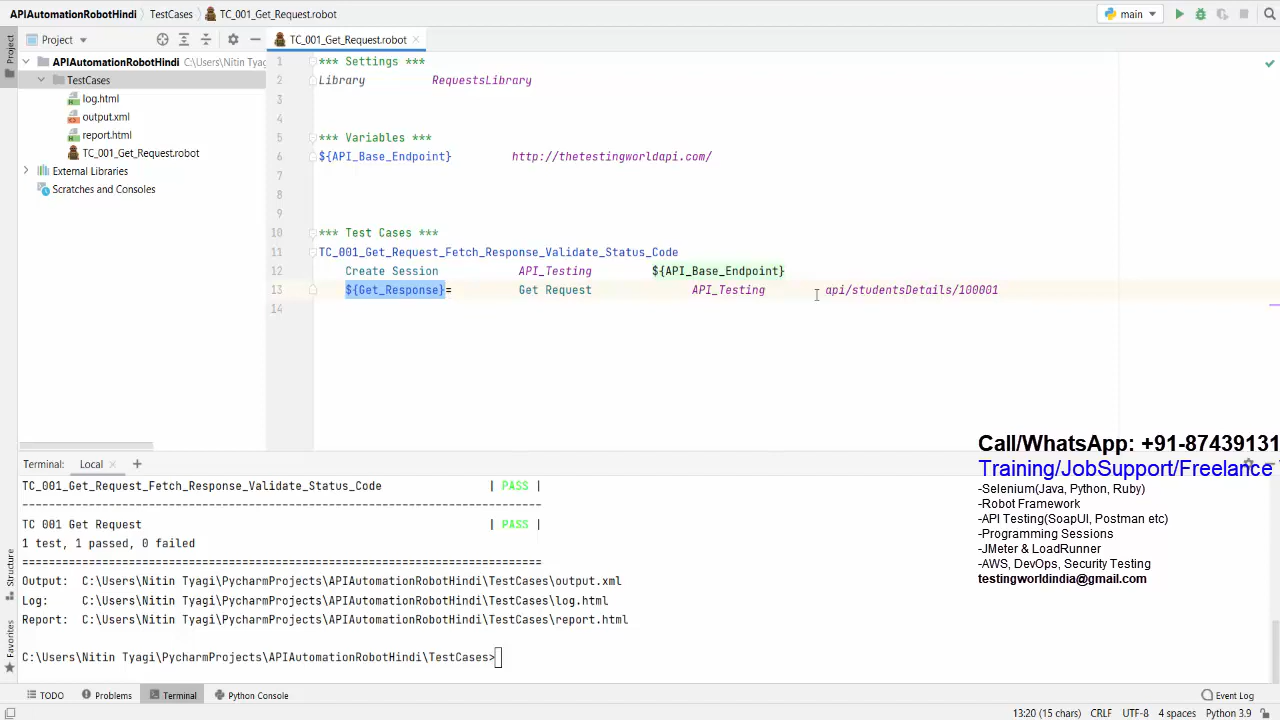 APIAutomationRobotHindi TestCases TC_001_Get_Request.robot main
Project TC_001_Get_Request.robot
Project
APIAutomationRobotHindi C:\Users\Nitin Tyag
TestCases
log.html
output.xml
report.html
TC_001_Get_Request.robot
External Libraries
Scratches and Consoles
1 *** Settings ***
2 Library RequestsLibrary
3
4
5 *** Variables ***
6 ${API_Base_Endpoint} http://thetestingworldapi.com/
7
8
9
10 *** Test Cases ***
11 TC_001_Get_Request_Fetch_Response_Validate_Status_Code
12 Create Session API_Testing ${API_Base_Endpoint}
13 ${Get_Response}= Get Request API_Testing api/studentsDetails/100001
14
Call/WhatsApp: +91-87439131
Training/JobSupport/Freelance
-Selenium(Java, Python, Ruby)
-Robot Framework
-API Testing(SoapUI, Postman etc)
-Programming Sessions
-JMeter & LoadRunner
-AWS, DevOps, Security Testing
testingworldindia@gmail.com
Terminal: Local
TC_001_Get_Request_Fetch_Response_Validate_Status_Code | PASS |
------------------------------------------------------------------------------
TC 001 Get Request | PASS |
1 test, 1 passed, 0 failed
==============================================================================
Output: C:\Users\Nitin Tyagi\PycharmProjects\APIAutomationRobotHindi\TestCases\output.xml
Log: C:\Users\Nitin Tyagi\PycharmProjects\APIAutomationRobotHindi\TestCases\log.html
Report: C:\Users\Nitin Tyagi\PycharmProjects\APIAutomationRobotHindi\TestCases\report.html
C:\Users\Nitin Tyagi\PycharmProjects\APIAutomationRobotHindi\TestCases>
Structure
Favorites
TODO Problems Terminal Python Console Event Log
13:20 (15 chars) CRLF UTF-8 4 spaces Python 3.9